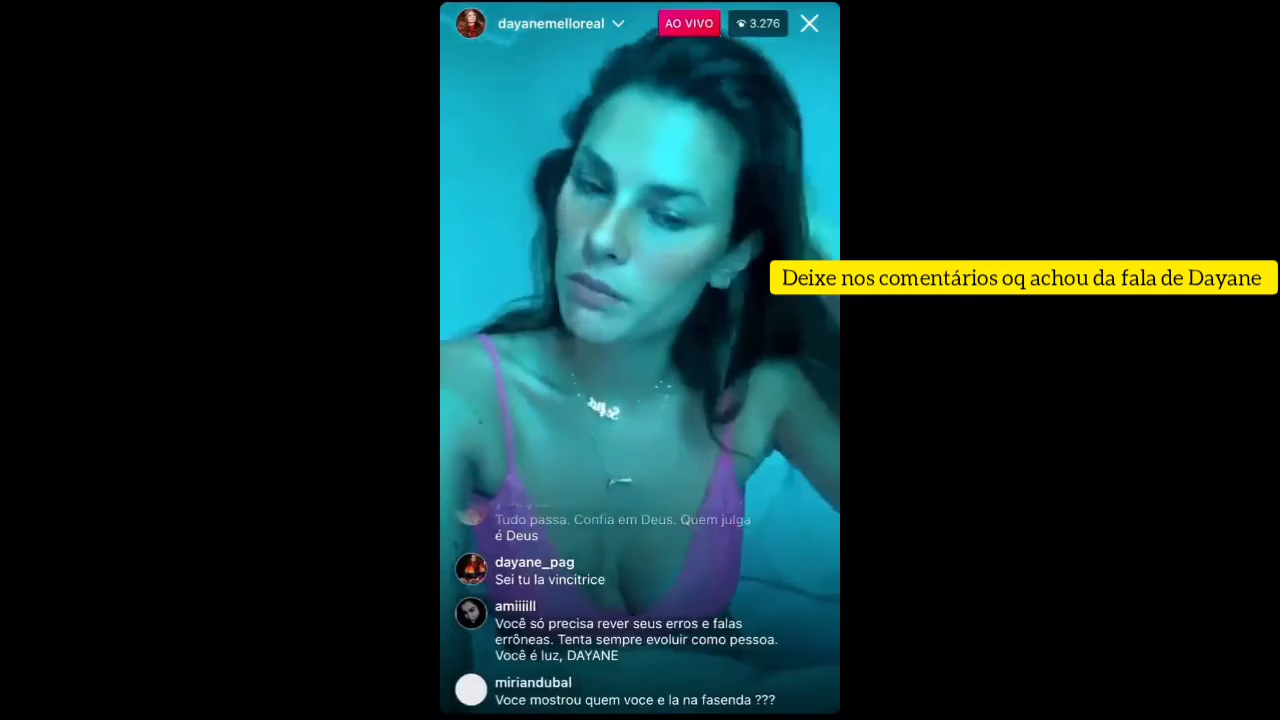 dayanemelloreal
AO VIVO
3.276
Deixe nos comentários oq achou da fala de Dayane
Tudo passa. Confia em Deus. Quem julga
é Deus
dayane_pag
Sei tu la vincitrice
amiiiill
Você só precisa rever seus erros e falas
errôneas. Tenta sempre evoluir como pessoa.
Você é luz, DAYANE
miriandubal
Voce mostrou quem voce e la na fasenda ???